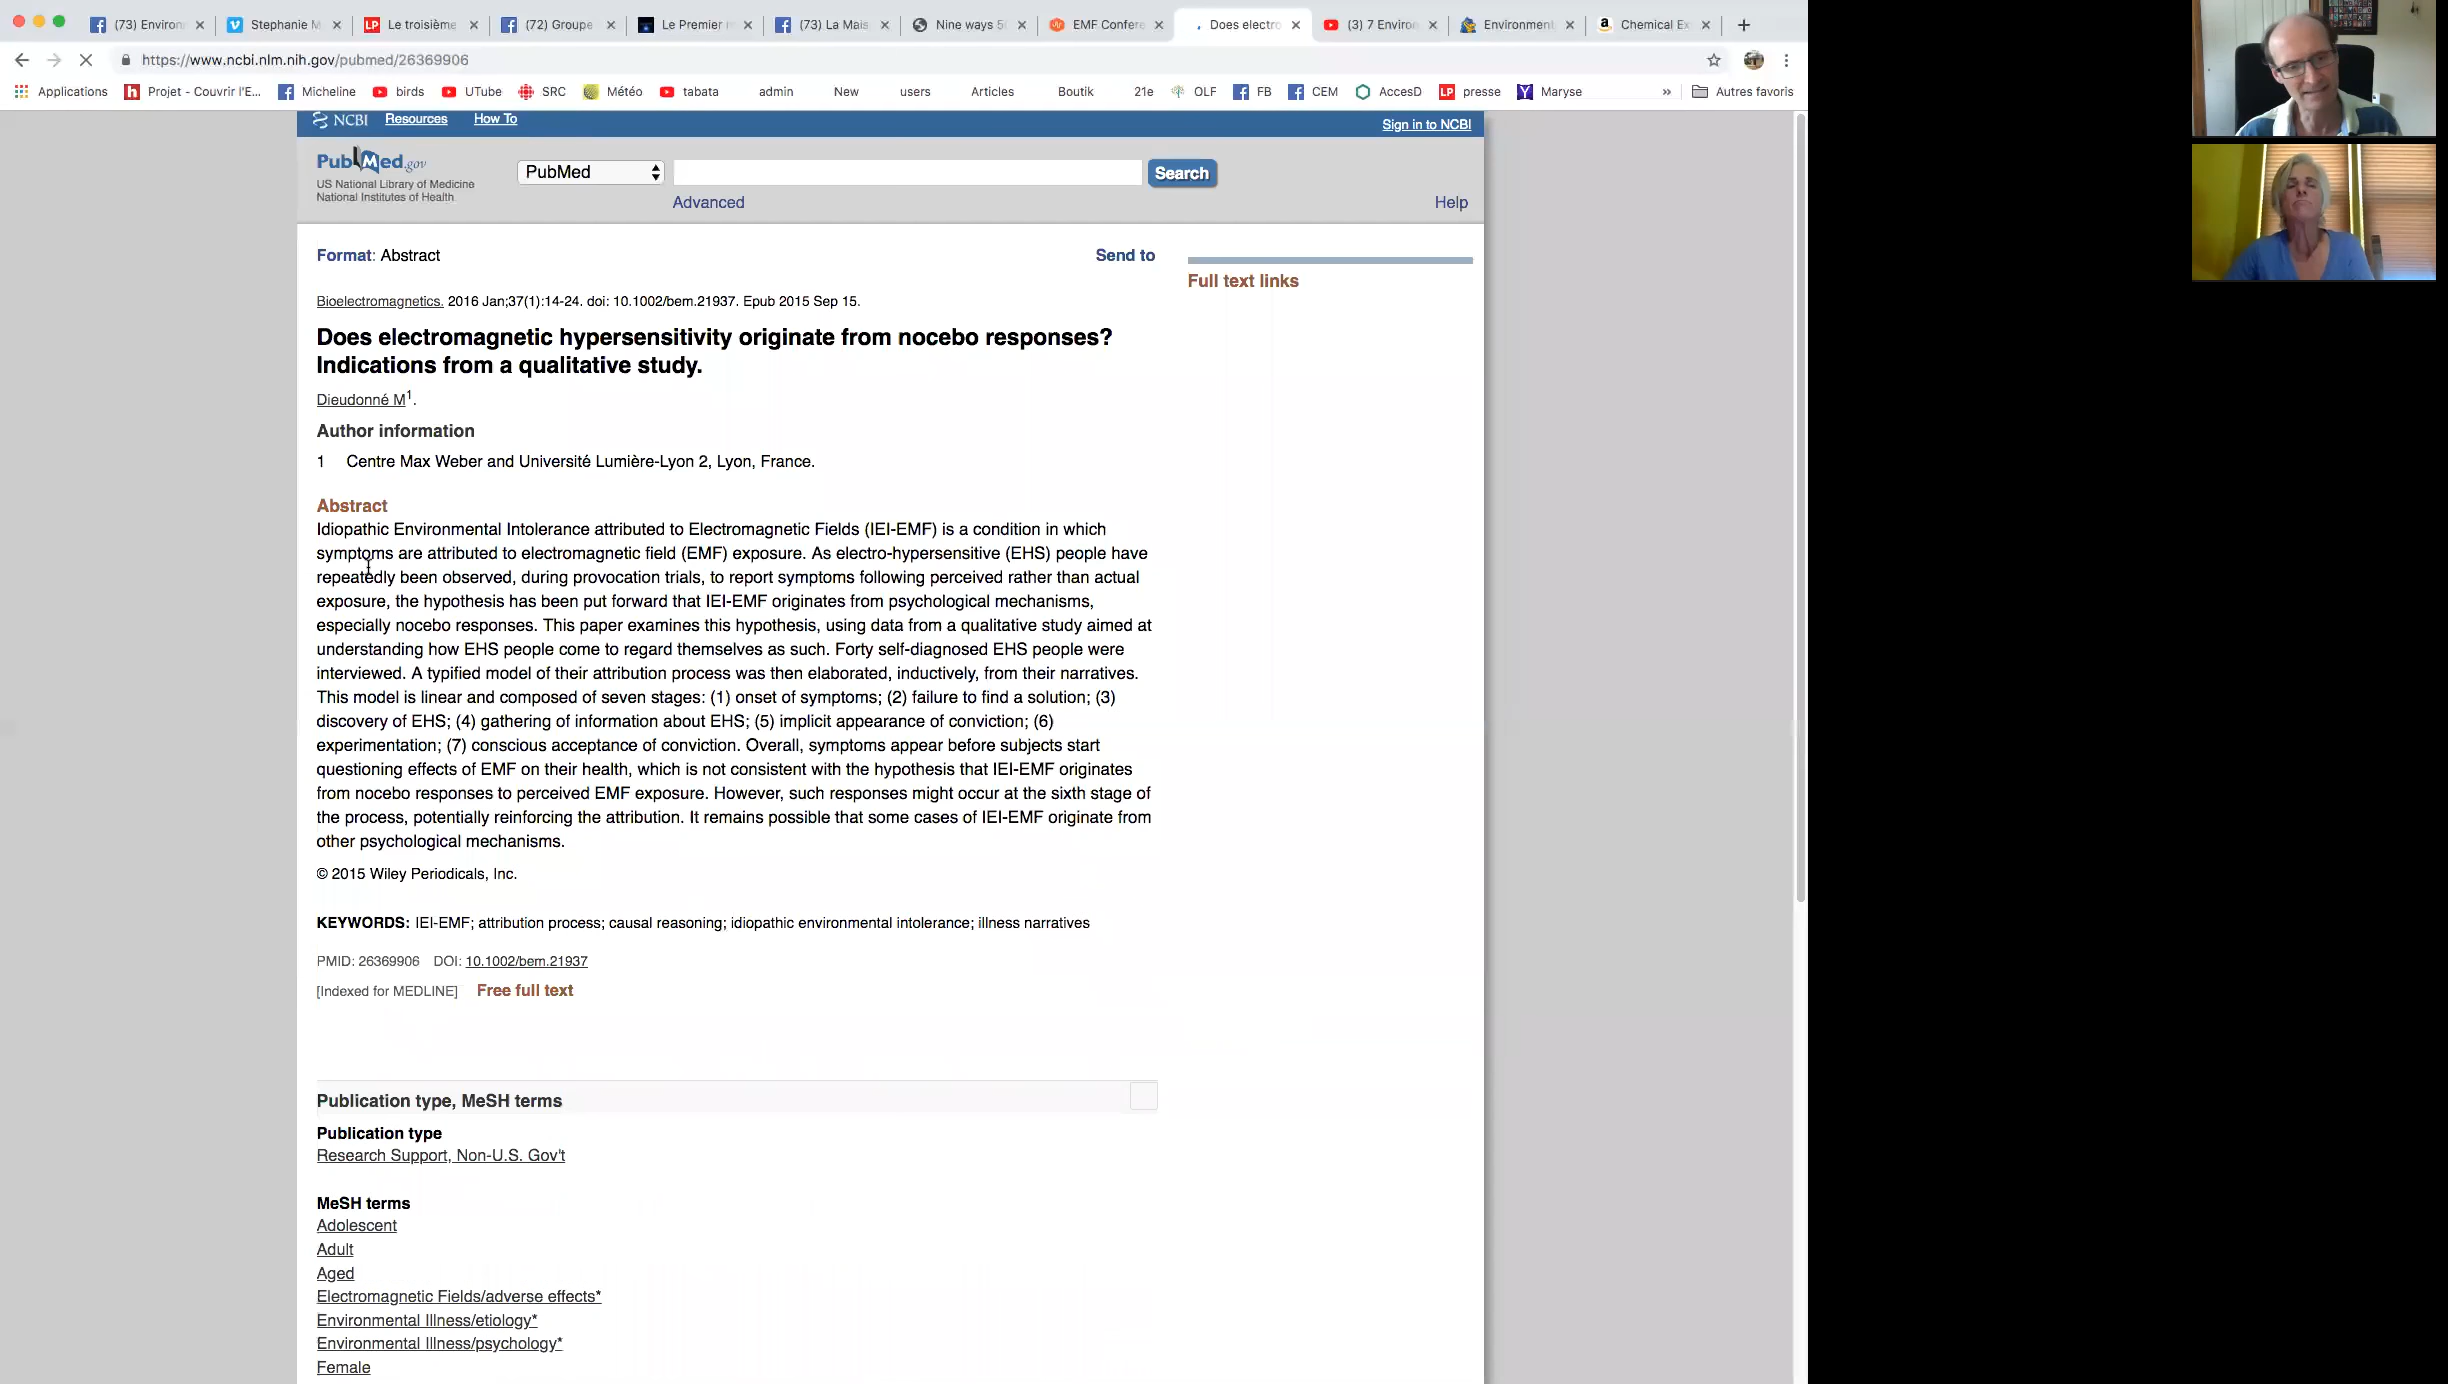 (73) Environ
Stephanie M
Le troisième
(72) Groupe
Le Premier
(73) La Mais
Nine ways 5
EMF Confere
Does electro
(3) 7 Enviro
Environment
Chemical Ex
https://www.ncbi.nlm.nih.gov/pubmed/26369906
Applications
Projet - Couvrir l'E...
Micheline
birds
UTube
SRC
Météo
tabata
admin
New
users
Articles
Boutik
21e
OLF
FB
CEM
AccesD
LP presse
Maryse
»
Autres favoris
NCBI Resources How To
Sign in to NCBI
PubMed.gov
US National Library of Medicine
National Institutes of Health
PubMed
Search
Advanced
Help
Format: Abstract
Send to
Full text links
Bioelectromagnetics. 2016 Jan;37(1):14-24. doi: 10.1002/bem.21937. Epub 2015 Sep 15.
Does electromagnetic hypersensitivity originate from nocebo responses?
Indications from a qualitative study.
Dieudonné M1.
Author information
1 Centre Max Weber and Université Lumière-Lyon 2, Lyon, France.
Abstract
Idiopathic Environmental Intolerance attributed to Electromagnetic Fields (IEI-EMF) is a condition in which
symptoms are attributed to electromagnetic field (EMF) exposure. As electro-hypersensitive (EHS) people have
repeatedly been observed, during provocation trials, to report symptoms following perceived rather than actual
exposure, the hypothesis has been put forward that IEI-EMF originates from psychological mechanisms,
especially nocebo responses. This paper examines this hypothesis, using data from a qualitative study aimed at
understanding how EHS people come to regard themselves as such. Forty self-diagnosed EHS people were
interviewed. A typified model of their attribution process was then elaborated, inductively, from their narratives.
This model is linear and composed of seven stages: (1) onset of symptoms; (2) failure to find a solution; (3)
discovery of EHS; (4) gathering of information about EHS; (5) implicit appearance of conviction; (6)
experimentation; (7) conscious acceptance of conviction. Overall, symptoms appear before subjects start
questioning effects of EMF on their health, which is not consistent with the hypothesis that IEI-EMF originates
from nocebo responses to perceived EMF exposure. However, such responses might occur at the sixth stage of
the process, potentially reinforcing the attribution. It remains possible that some cases of IEI-EMF originate from
other psychological mechanisms.
© 2015 Wiley Periodicals, Inc.
KEYWORDS: IEI-EMF; attribution process; causal reasoning; idiopathic environmental intolerance; illness narratives
PMID: 26369906 DOI: 10.1002/bem.21937
[Indexed for MEDLINE] Free full text
Publication type, MeSH terms
Publication type
Research Support, Non-U.S. Gov't
MeSH terms
Adolescent
Adult
Aged
Electromagnetic Fields/adverse effects*
Environmental Illness/etiology*
Environmental Illness/psychology*
Female